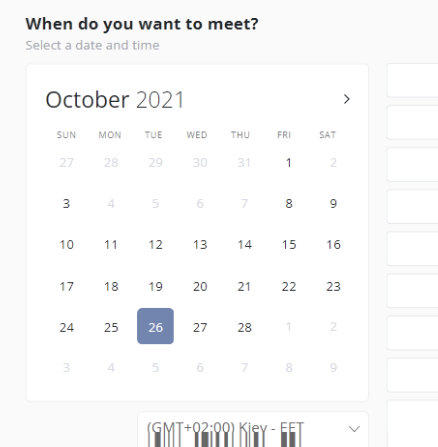 When do you want to meet?
Select a date and time
October 2021
SUN MON TUE WED THU FRI SAT
27 28 29 30 31 1 2
3 4 5 6 7 8 9
10 11 12 13 14 15 16
17 18 19 20 21 22 23
24 25 26 27 28 1 2
3 4 5 6 7 8 9
(GMT+02:00) Kiev - EET